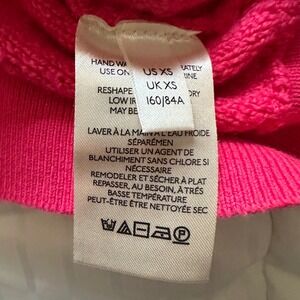 HAND WA
USE ON
RESHAPE
LOW IR
MAY BE
US XS
UK XS
160/84A
ATELY
INE
DRY
LAVER À LA MAIN À L'EAU FROIDE
SÉPARÉMEN
UTILISER UN AGENT DE
BLANCHIMENT SANS CHLORE SI
NÉCESSAIRE
REMODELER ET SÉCHER À PLAT
REPASSER, AU BESOIN, À TRÈS
BASSE TEMPÉRATURE
PEUT-ÊTRE ÊTRE NETTOYÉE SEC
P